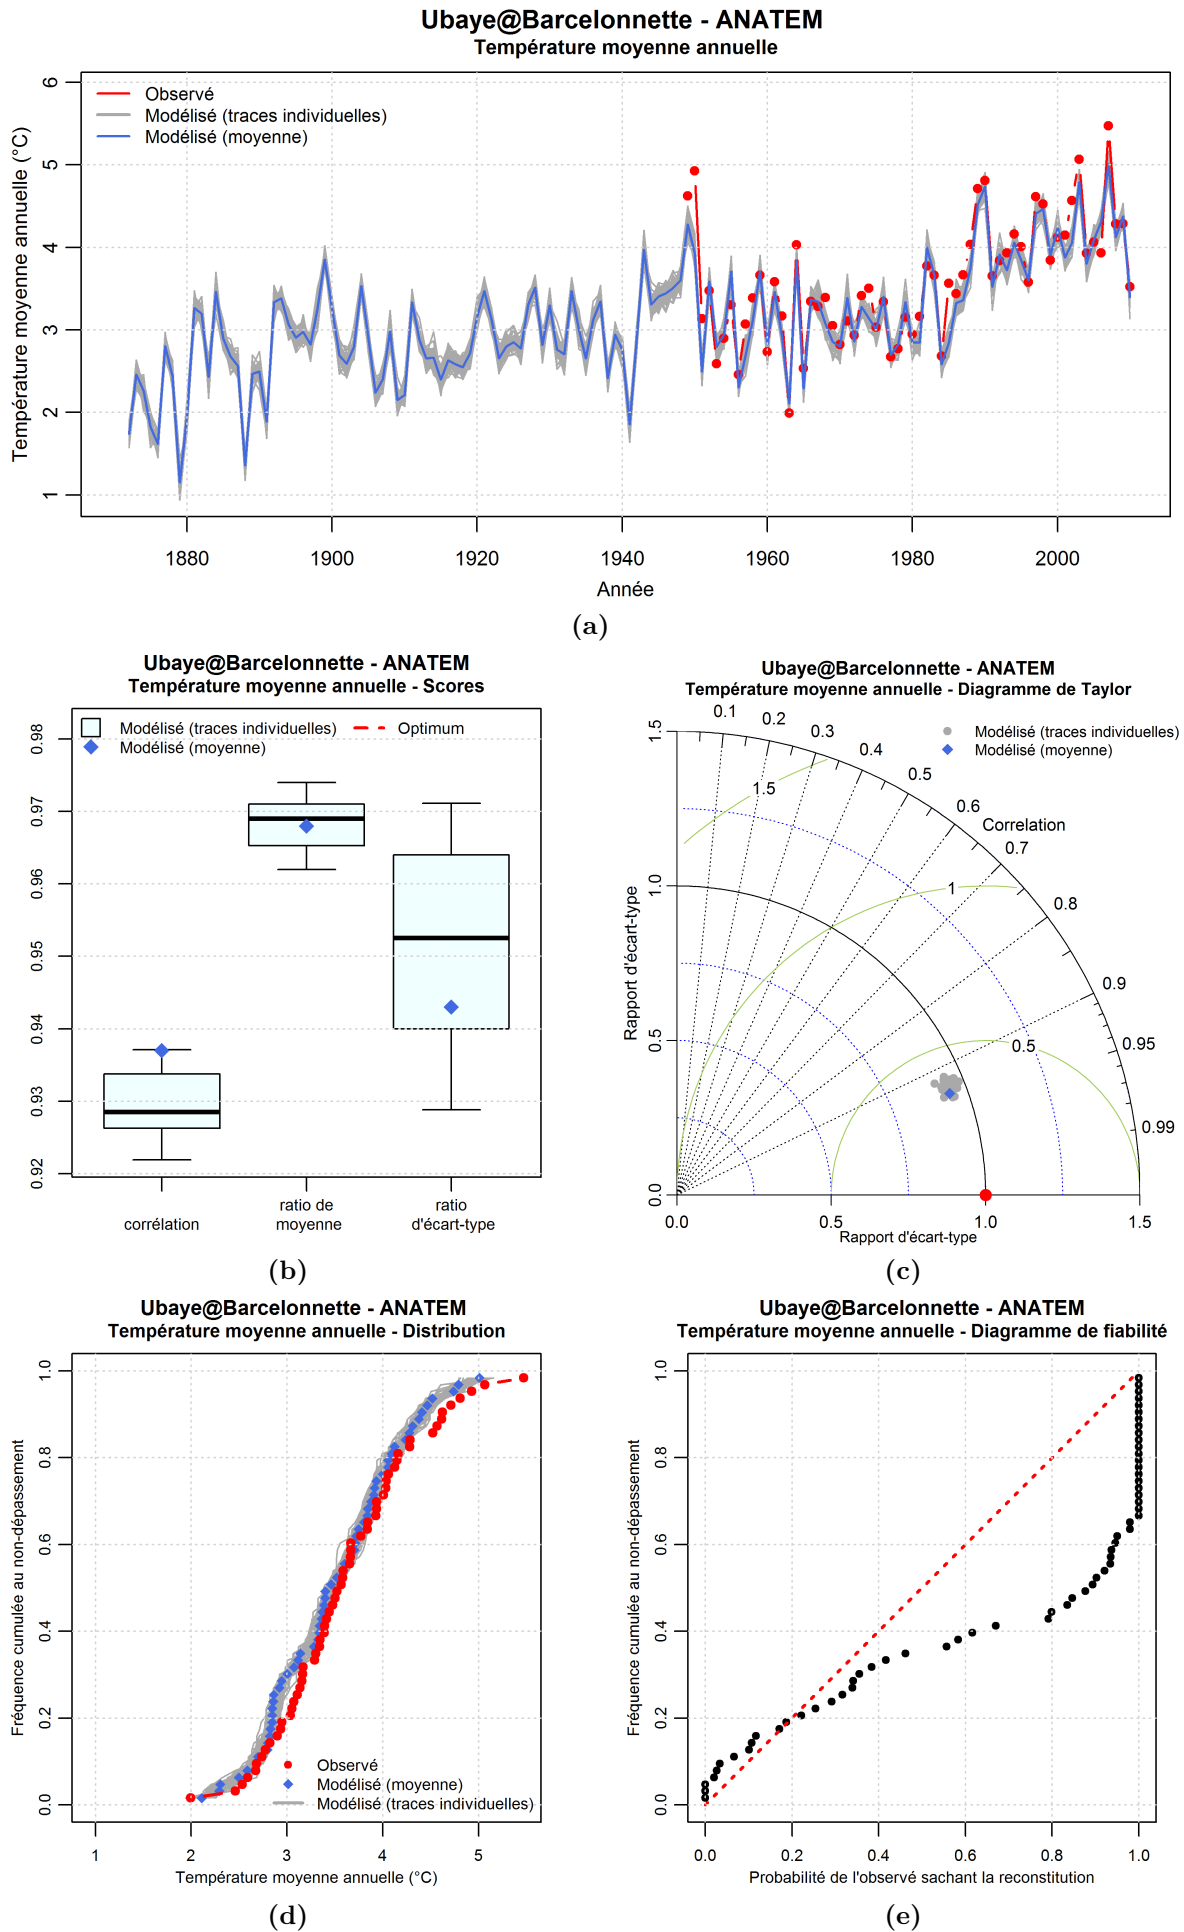 Ubaye@Barcelonnette - ANATEM
Température moyenne annuelle
Température moyenne annuelle (°C)
6
5
4
3
2
1
Observé
Modélisé (traces individuelles)
Modélisé (moyenne)
1880 1900 1920 1940 1960 1980 2000
Année
(a)
Ubaye@Barcelonnette - ANATEM
Température moyenne annuelle - Scores
Modélisé (traces individuelles) Optimum
Modélisé (moyenne)
0.98
0.97
0.96
0.95
0.94
0.93
0.92
corrélation
ratio de
moyenne
ratio
d'écart-type
(b)
Ubaye@Barcelonnette - ANATEM
Température moyenne annuelle - Diagramme de Taylor
Modélisé (traces individuelles)
Modélisé (moyenne)
0.1
0.2
0.3
0.4
0.5
0.6
Correlation
0.7
0.8
0.9
0.95
0.99
1.5
1
0.5
Rapport d'écart-type
1.5
1.0
0.5
0.0
0.0 0.5 1.0 1.5
Rapport d'écart-type
(c)
Ubaye@Barcelonnette - ANATEM
Température moyenne annuelle - Distribution
Fréquence cumulée au non-dépassement
1.0
0.8
0.6
0.4
0.2
0.0
Observé
Modélisé (moyenne)
Modélisé (traces individuelles)
1 2 3 4 5
Température moyenne annuelle (°C)
(d)
Ubaye@Barcelonnette - ANATEM
Température moyenne annuelle - Diagramme de fiabilité
Fréquence cumulée au non-dépassement
1.0
0.8
0.6
0.4
0.2
0.0
0.0 0.2 0.4 0.6 0.8 1.0
Probabilité de l'observé sachant la reconstitution
(e)